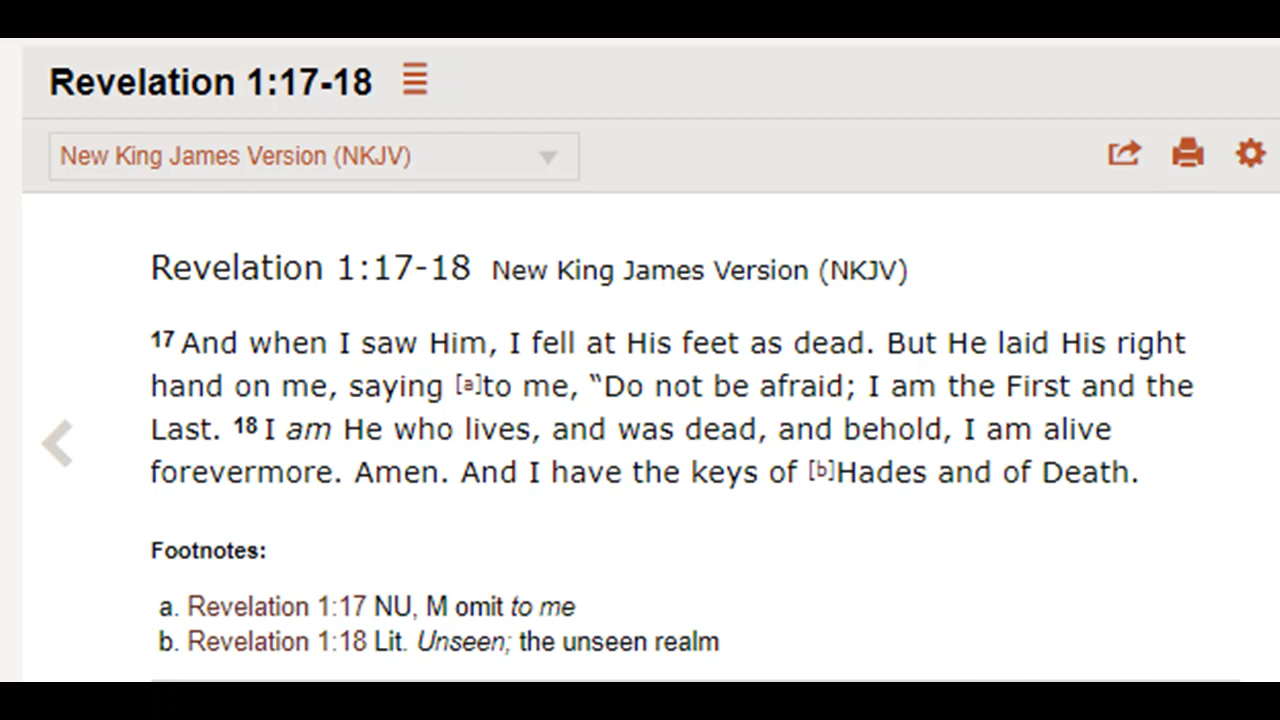 Revelation 1:17-18
New King James Version (NKJV)
Revelation 1:17-18 New King James Version (NKJV)
17 And when I saw Him, I fell at His feet as dead. But He laid His right
hand on me, saying [a]to me, “Do not be afraid; I am the First and the
Last. 18 I am He who lives, and was dead, and behold, I am alive
forevermore. Amen. And I have the keys of [b]Hades and of Death.
Footnotes:
a. Revelation 1:17 NU, M omit to me
b. Revelation 1:18 Lit. Unseen; the unseen realm